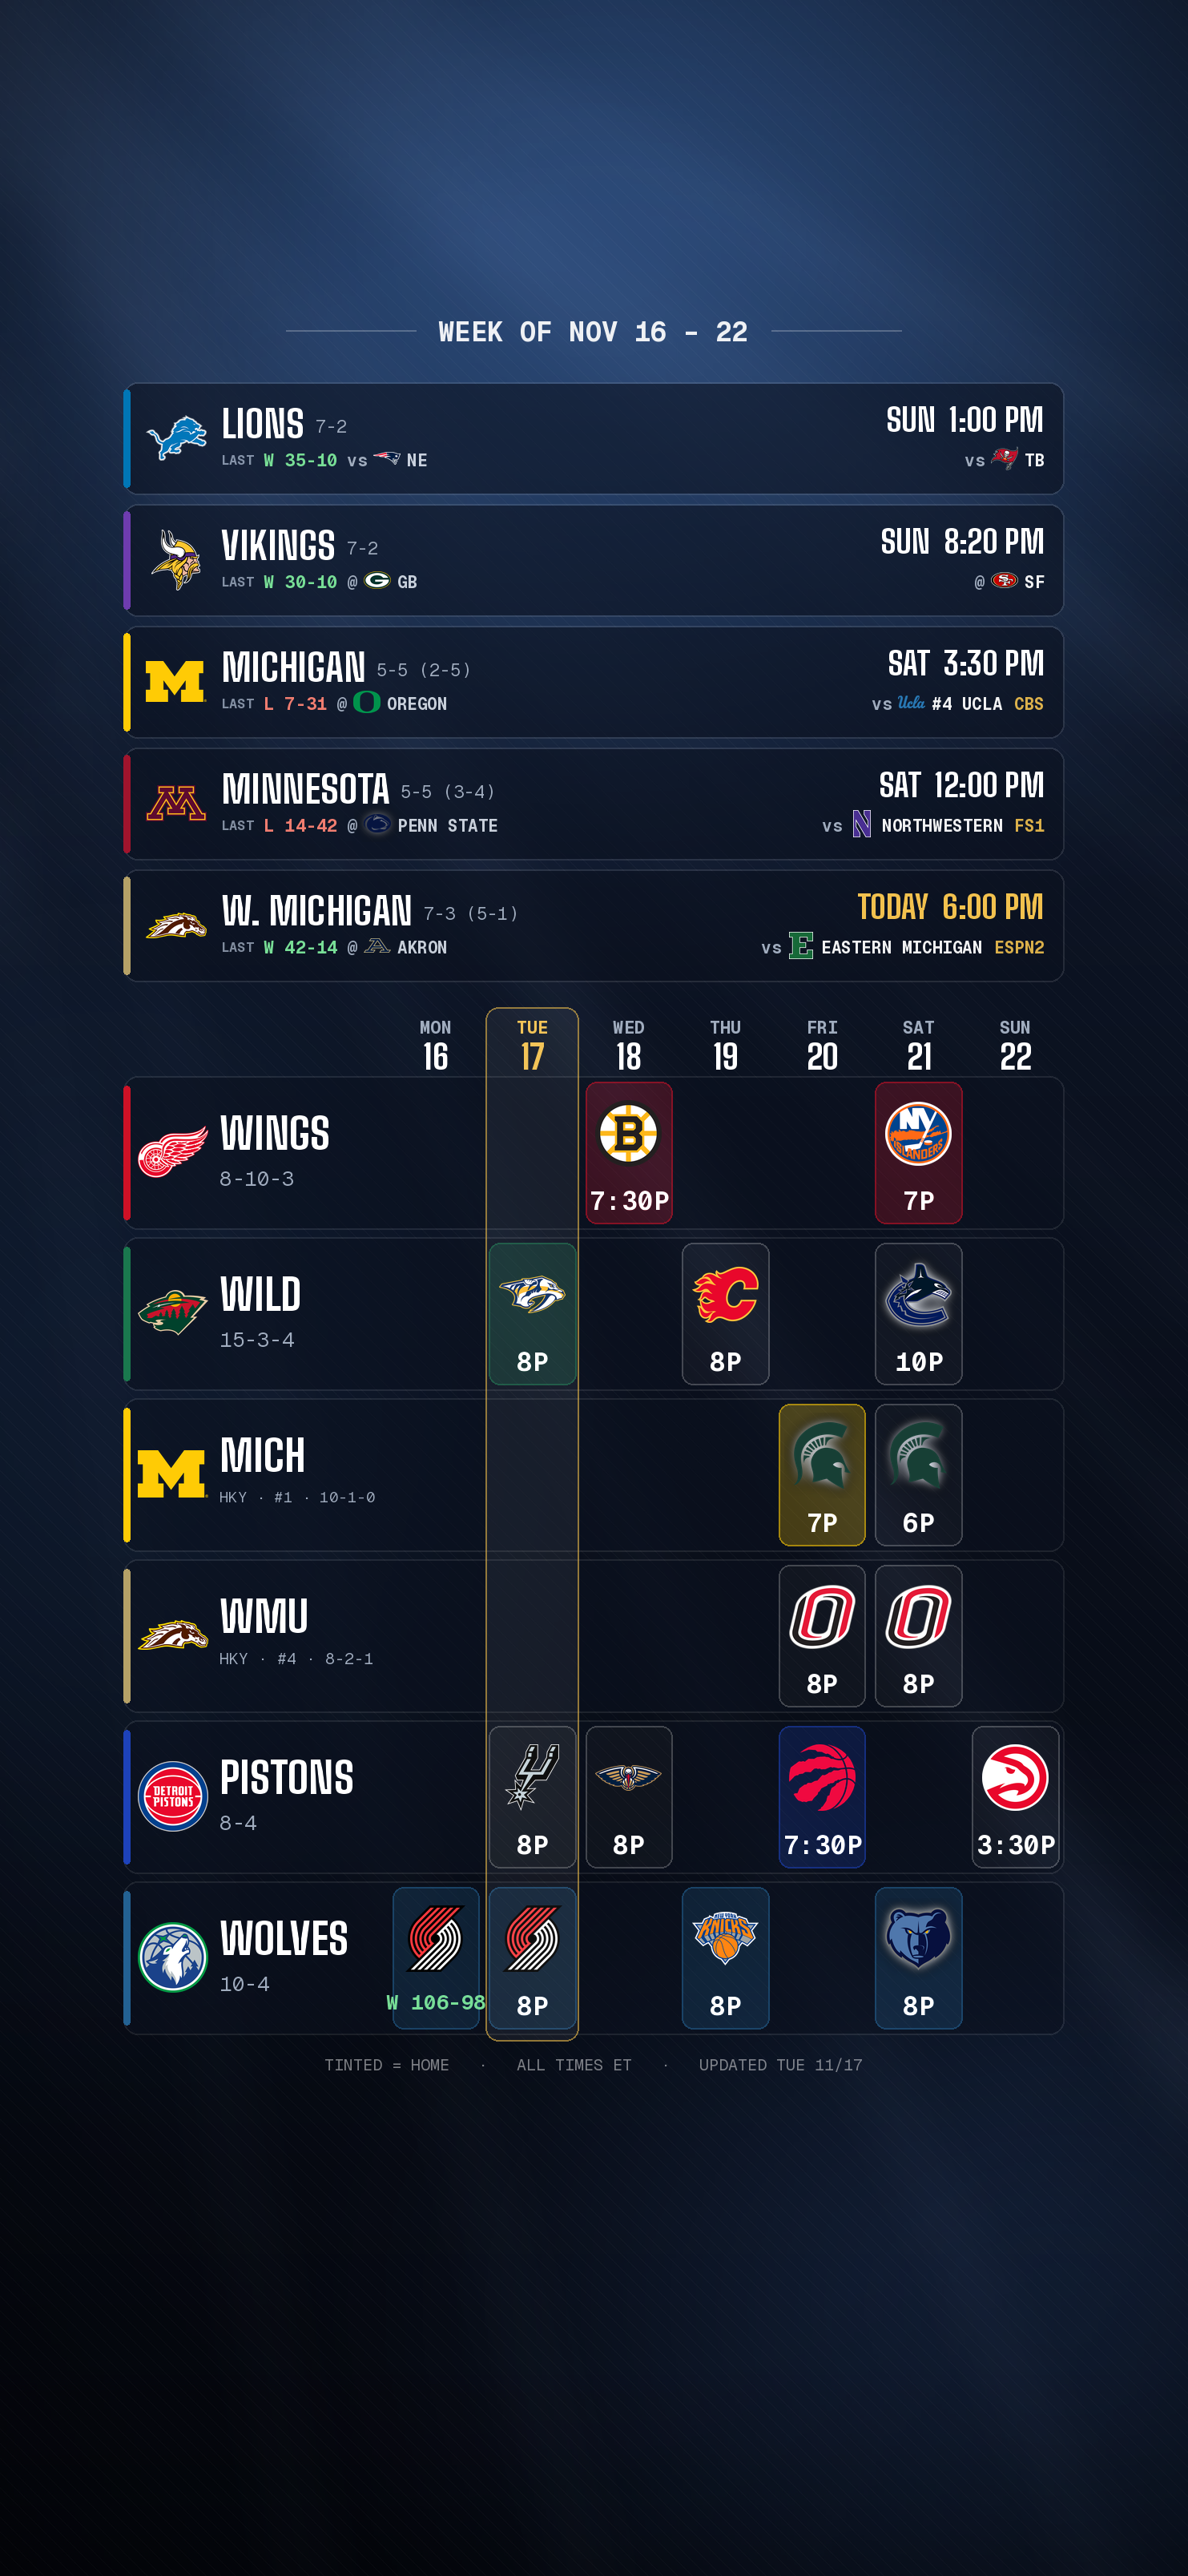 WEEK OF NOV 16 – 22
LIONS 7-2
LAST W 35-10 vs NE
SUN 1:00 PM
vs TB
VIKINGS 7-2
LAST W 30-10 @ GB
SUN 8:20 PM
@ SF
MICHIGAN 5-5 (2-5)
LAST L 7-31 @ OREGON
SAT 3:30 PM
vs Ucla #4 UCLA CBS
MINNESOTA 5-5 (3-4)
LAST L 14-42 @ PENN STATE
SAT 12:00 PM
vs NORTHWESTERN FS1
W. MICHIGAN 7-3 (5-1)
LAST W 42-14 @ AKRON
TODAY 6:00 PM
vs EASTERN MICHIGAN ESPN2
MON TUE WED THU FRI SAT SUN
16 17 18 19 20 21 22
WINGS
8-10-3
B
7:30P
NY
ISLANDERS
7P
WILD
15-3-4
8P
8P
10P
MICH
HKY · #1 · 10-1-0
7P
6P
WMU
HKY · #4 · 8-2-1
8P
8P
DETROIT
PISTONS
PISTONS
8-4
8P
8P
7:30P
3:30P
WOLVES
10-4
W 106-98
8P
NEW YORK
KNICKS
8P
8P
TINTED = HOME · ALL TIMES ET · UPDATED TUE 11/17